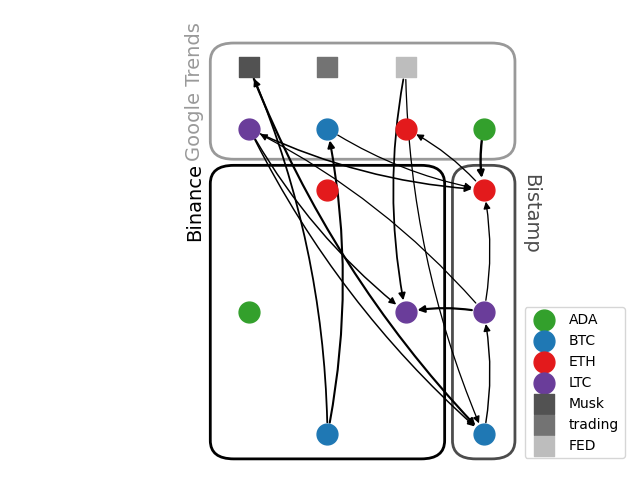 Google Trends
Binance
Bistamp
ADA
BTC
ETH
LTC
Musk
trading
FED